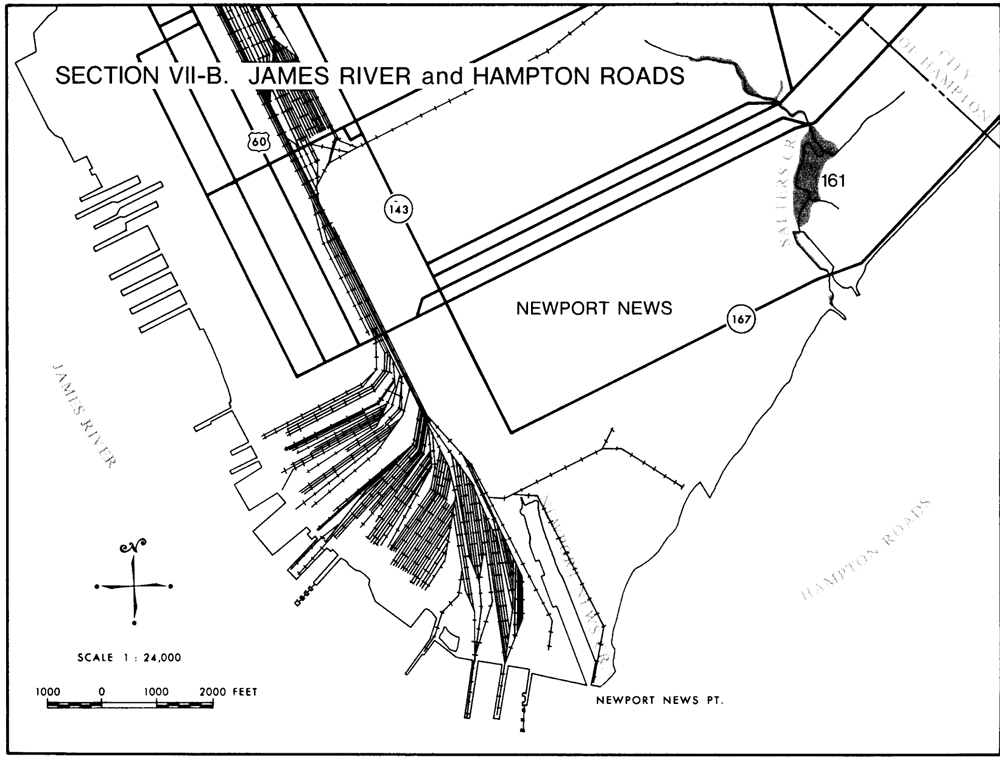 SECTION VII-B. JAMES RIVER and HAMPTON ROADS
CITY
OF HAMPTON
60
143
SALTERS CR.
161
NEWPORT NEWS
167
JAMES RIVER
HAMPTON ROADS
NEWPORT NEWS CR.
N
SCALE 1 : 24,000
1000 0 1000 2000 FEET
NEWPORT NEWS PT.